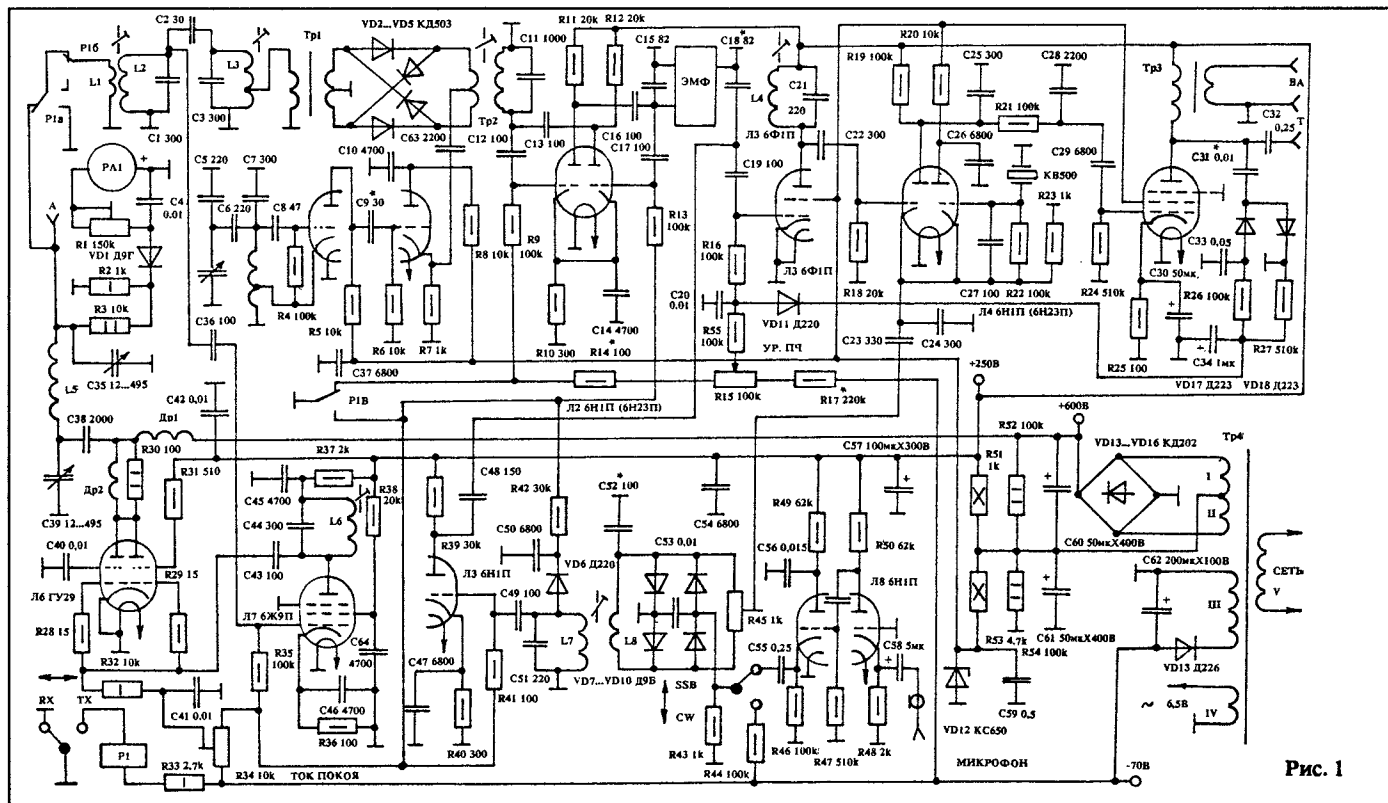 C2 30
VD2...VD5 КД503
R11 20k
R12 20k
R20 10k
P1б
L1
L2
L3
Тр1
C11 1000
C15 82
C18* 82
ЭМФ
R19 100k
C25 300
C28 2200
Тр3
ВА
P1а
C1 300
C3 300
C63 2200
Тр2
C16 100
C17 100
L4
C21 220
R21 100k
C32 0,25
Т
PA1
C5 220
C7 300
C10 4700
C12 100
C13 100
Л3 6Ф1П
C22 300
C26 6800
C29 6800
C31* 0,01
А
C4 0.01
C6 220
C8 47
C9* 30
C19 100
КВ500
R23 1k
R1 150k
VD1 Д9Г
R13 100k
R2 1k
R8 10k
R9 100k
R16 100k
Л3 6Ф1П
C33 0,05
R3 10k
R4 100k
C20 0.01
R18 20k
C27 100
R22 100k
R24 510k
C30 50мк
R26 100k
C36 100
R5 10k
R6 10k
R7 1k
R10 300
C14 4700
R14* 100
R55 100k
VD11 Д220
Л4 6Н1П (6Н23П)
R27 510k
C35 12...495
C37 6800
УР. ПЧ
C23 330
C24 300
R25 100
C34 1мк
L5
P1В
Л2 6Н1П (6Н23П)
R15 100k
R17* 220k
+250В
VD17 Д223
VD18 Д223
C38 2000
C42 0,01
Др1
+600В
R30 100
R37 2k
C57 100мкХ300В
R52 100k
VD13...VD16 КД202
Тр4
Др2
R31 510
C45 4700
R38 20k
C48 150
R42 30k
C52* 100
R51 1k
I
C39 12...495
C44 300
L6
C50 6800
C54 6800
R49 62k
II
C40 0,01
R39 30k
C53 0,01
C56 0,015
R50 62k
C60 50мкХ400В
R29 15
C43 100
Л3 6Н1П
VD6 Д220
Л8 6Н1П
C62 200мкХ100В
СЕТЬ
Л6 ГУ29
Л7 6Ж9П
C49 100
V
R28 15
L7
L8
R45 1k
III
R32 10k
R35 100k
C64 4700
C47 6800
C51 220
VD7...VD10 Д9Б
C55 0,25
C58 5мк
R53 4.7k
C61 50мкХ400В
R54 100k
VD13 Д226
RX
TX
C41 0,01
C46 4700
R41 100
SSB
CW
VD12 КС650
C59 0,5
~ 6,5В
IV
P1
R36 100
R40 300
R43 1k
R44 100k
R46 100k
R47 510k
R48 2k
R33 2.7k
R34 10k
ТОК ПОКОЯ
МИКРОФОН
-70В
Рис. 1